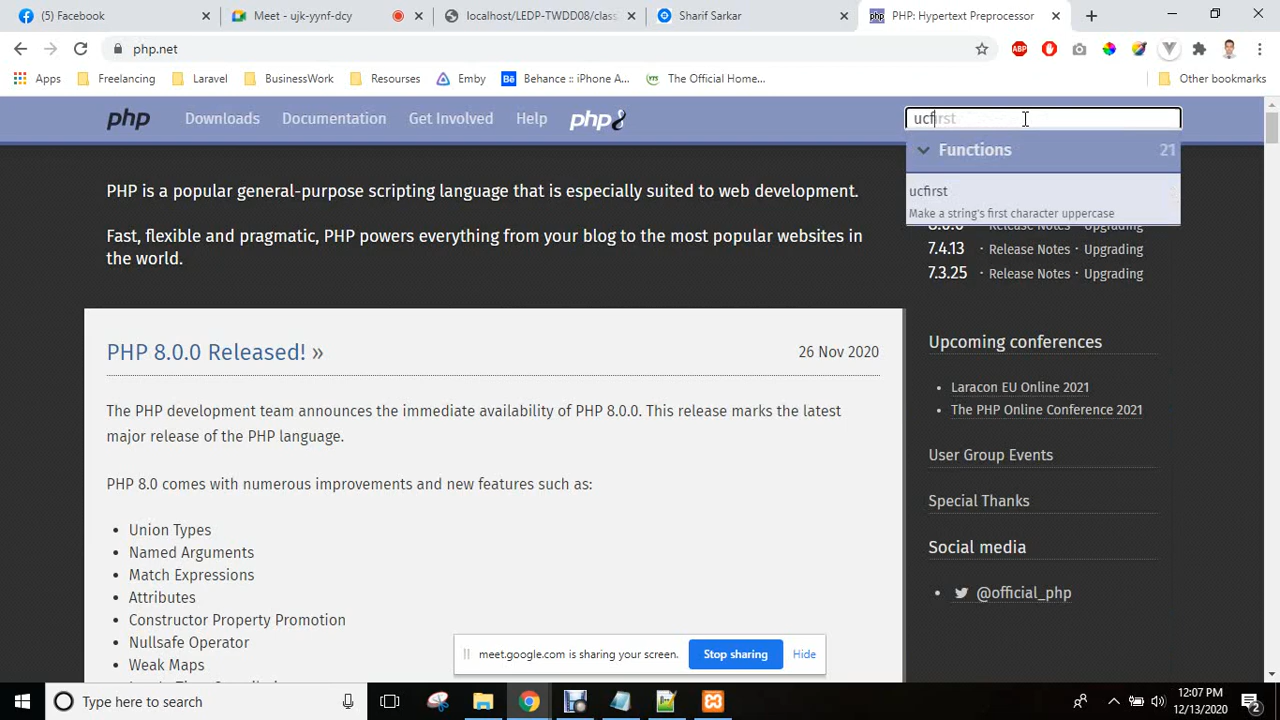 (5) Facebook
Meet - ujk-yynf-dcy
localhost/LEDP-TWDD08/class
Sharif Sarkar
PHP: Hypertext Preprocessor
php.net
ABP
Apps
Freelancing
Laravel
BusinessWork
Resourses
Emby
Behance :: iPhone A...
The Official Home...
Other bookmarks
php
Downloads
Documentation
Get Involved
Help
php8
ucfirst
Functions 21
ucfirst
Make a string's first character uppercase
PHP is a popular general-purpose scripting language that is especially suited to web development.
Fast, flexible and pragmatic, PHP powers everything from your blog to the most popular websites in
the world.
8.0.0 · Release Notes · Upgrading
7.4.13 · Release Notes · Upgrading
7.3.25 · Release Notes · Upgrading
PHP 8.0.0 Released! »
26 Nov 2020
The PHP development team announces the immediate availability of PHP 8.0.0. This release marks the latest
major release of the PHP language.
PHP 8.0 comes with numerous improvements and new features such as:
• Union Types
• Named Arguments
• Match Expressions
• Attributes
• Constructor Property Promotion
• Nullsafe Operator
• Weak Maps
Upcoming conferences
• Laracon EU Online 2021
• The PHP Online Conference 2021
User Group Events
Special Thanks
Social media
• @official_php
meet.google.com is sharing your screen.
Stop sharing
Hide
Type here to search
12:07 PM
12/13/2020
2